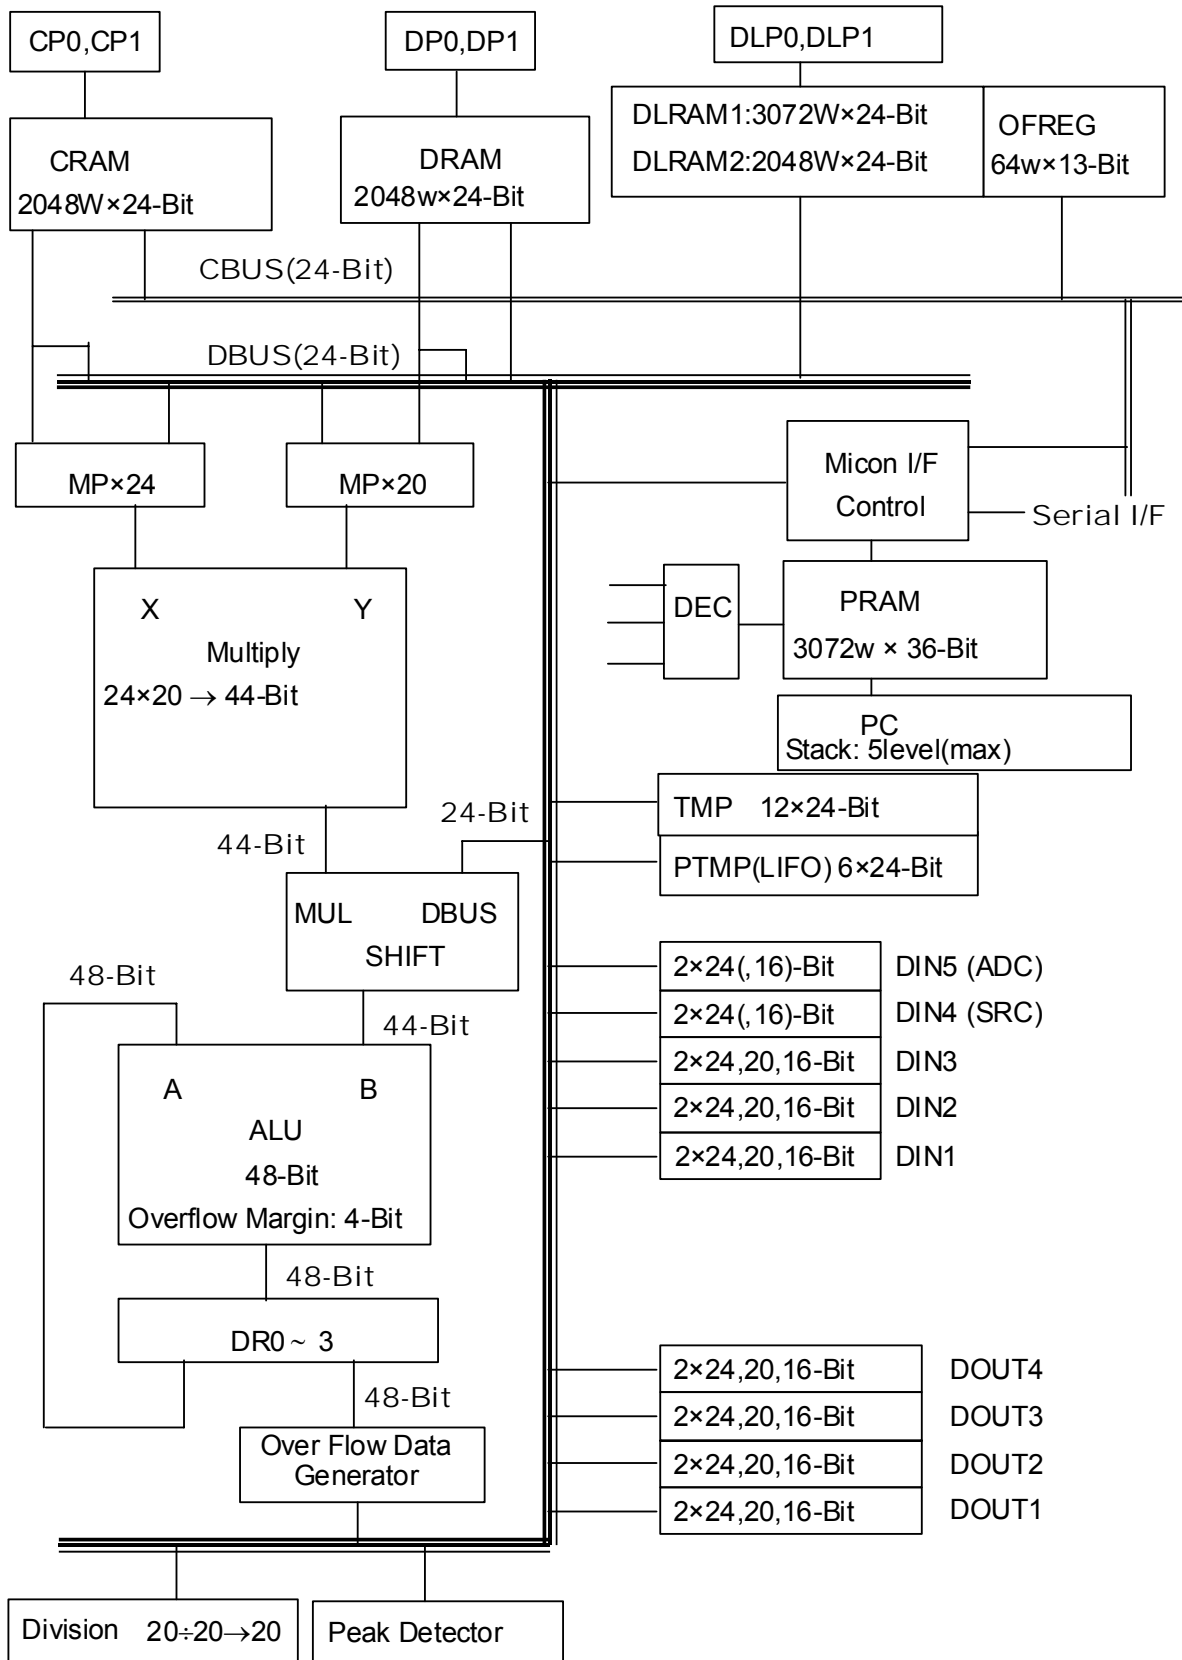 CP0,CP1
DP0,DP1
DLP0,DLP1
CRAM
2048W×24-Bit
DRAM
2048w×24-Bit
DLRAM1:3072W×24-Bit
DLRAM2:2048W×24-Bit
OFREG
64w×13-Bit
CBUS(24-Bit)
DBUS(24-Bit)
MP×24
MP×20
Micon I/F
Control
Serial I/F
X
Y
Multiply
24×20 → 44-Bit
DEC
PRAM
3072w × 36-Bit
PC
Stack: 5level(max)
TMP 12×24-Bit
PTMP(LIFO) 6×24-Bit
44-Bit
24-Bit
MUL
DBUS
SHIFT
48-Bit
44-Bit
A
B
ALU
48-Bit
Overflow Margin: 4-Bit
48-Bit
DR0 ~ 3
48-Bit
Over Flow Data
Generator
2×24(,16)-Bit DIN5 (ADC)
2×24(,16)-Bit DIN4 (SRC)
2×24,20,16-Bit DIN3
2×24,20,16-Bit DIN2
2×24,20,16-Bit DIN1
2×24,20,16-Bit DOUT4
2×24,20,16-Bit DOUT3
2×24,20,16-Bit DOUT2
2×24,20,16-Bit DOUT1
Division 20÷20→20
Peak Detector